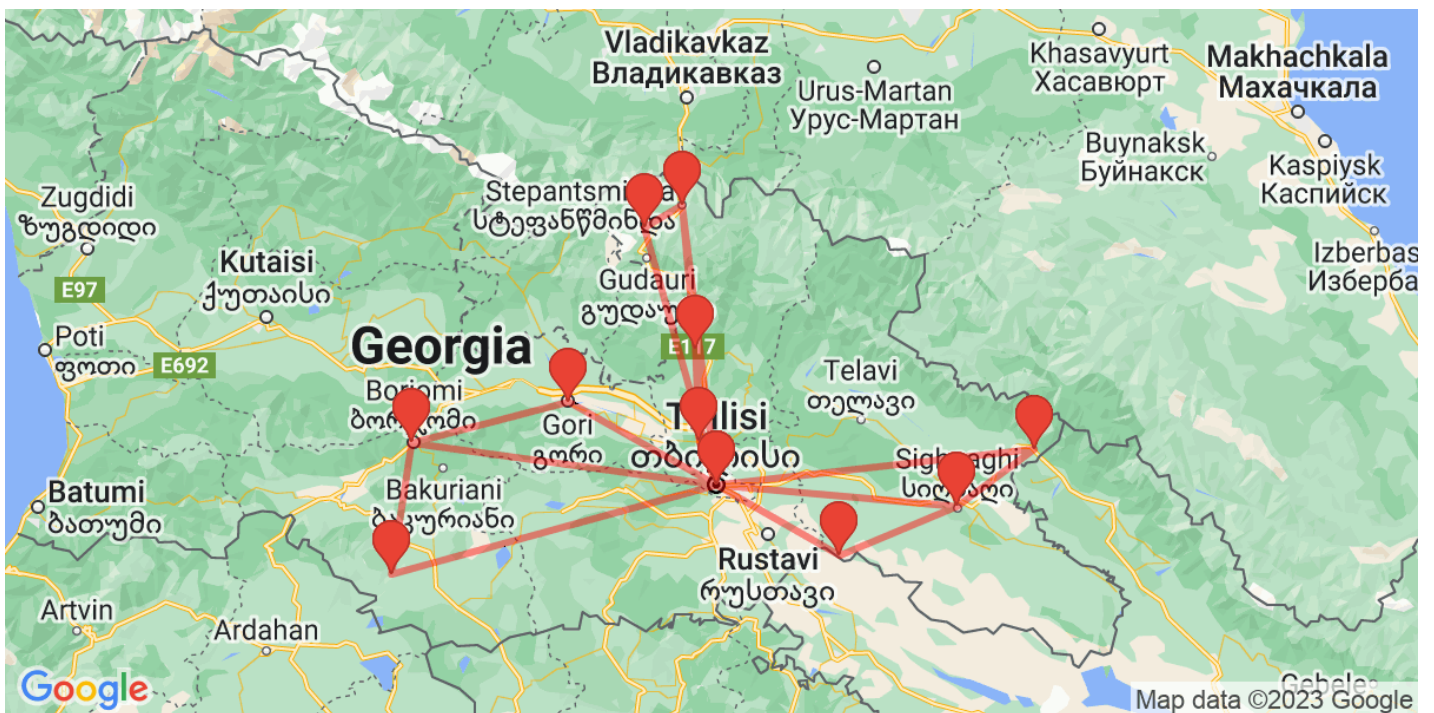 Vladikavkaz
Владикавказ
Khasavyurt
Хасавюрт
Makhachkala
Махачкала
Urus-Martan
Урус-Мартан
Buynaksk
Буйнакск
Kaspiysk
Каспийск
Zugdidi
ზუგდიდი
Izberbas
Избербa
Kutaisi
ქუთაისი
E97
Gudauri
Poti
ფოთი
E692
Georgia
Telavi
თელავი
Gori
გორი
Batumi
ბათუმი
Bakuriani
Rustavi
რუსთავი
Artvin
Ardahan
Google
Gebele
Map data ©2023 Google